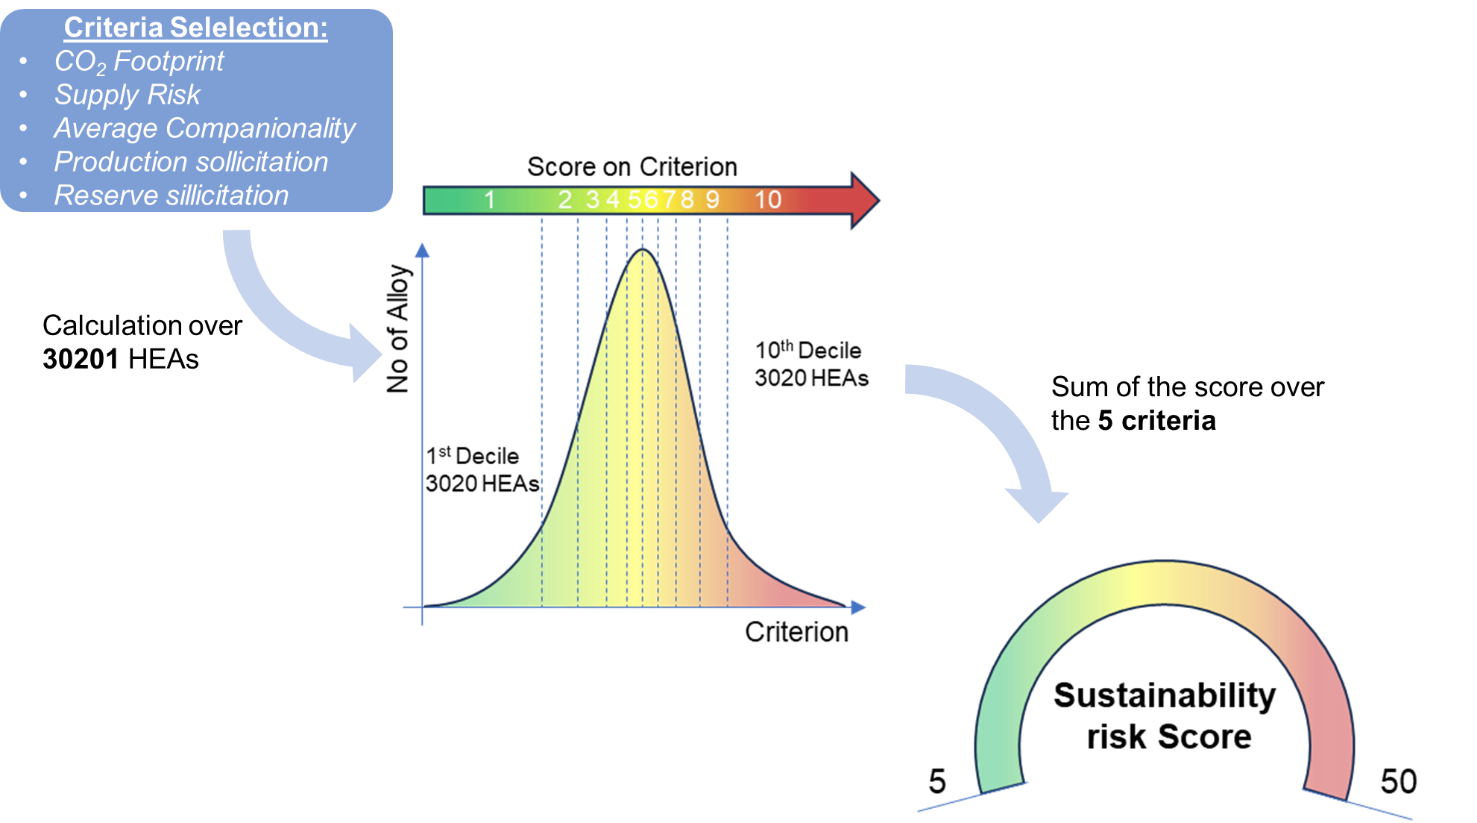 Criteria Selelection:
• CO₂ Footprint
• Supply Risk
• Average Companionality
• Production sollicitation
• Reserve sillicitation
Score on Criterion
1 2 3 4 5 6 7 8 9 10
Calculation over
30201 HEAs
No of Alloy
1st Decile
3020 HEAs
10th Decile
3020 HEAs
Criterion
Sum of the score over
the 5 criteria
Sustainability
risk Score
5
50